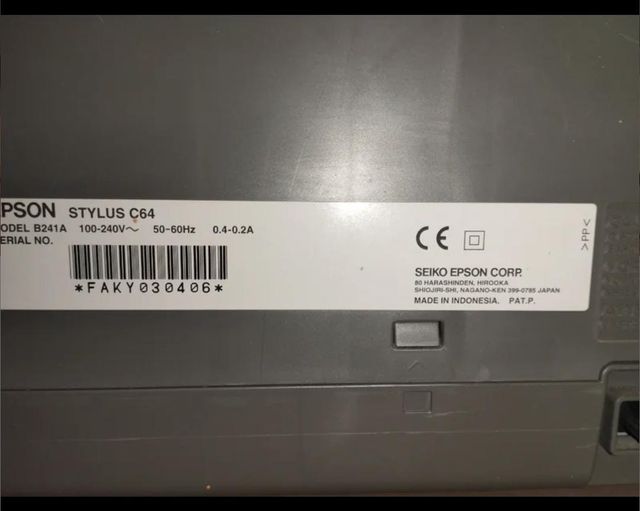 PSON STYLUS C64
ODEL B241A 100-240V~ 50-60Hz 0.4-0.2A
ERIAL NO.
*FAKY030406*
CE
SEIKO EPSON CORP.
80 HARASHINDEN, HIROOKA
SHIOJIRI-SHI, NAGANO-KEN 399-0785 JAPAN
MADE IN INDONESIA. PAT.P.
>PP<